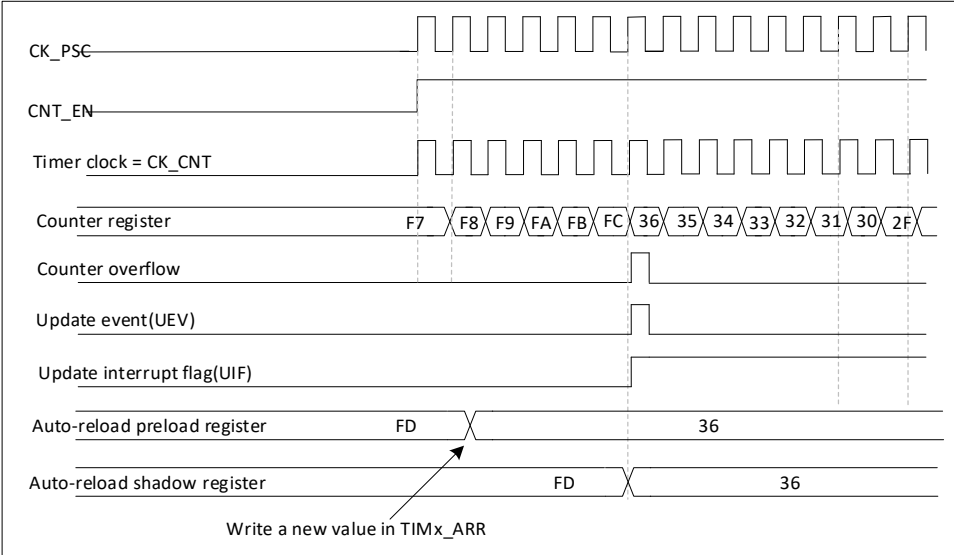 CK_PSC
CNT_EN
Timer clock = CK_CNT
Counter register F7 F8 F9 FA FB FC 36 35 34 33 32 31 30 2F
Counter overflow
Update event(UEV)
Update interrupt flag(UIF)
Auto-reload preload register FD 36
Auto-reload shadow register FD 36
Write a new value in TIMx_ARR